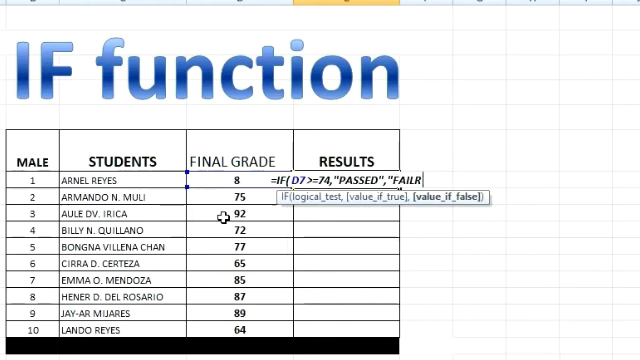 IF function
MALE STUDENTS FINAL GRADE RESULTS
1 ARNEL REYES 8 =IF( D7>=74,"PASSED","FAILR
2 ARMANDO N. MULI 75 IF(logical_test, [value_if_true], [value_if_false])
3 AULE DV. IRICA 92
4 BILLY N. QUILLANO 72
5 BONGNA VILLENA CHAN 77
6 CIRRA D. CERTEZA 65
7 EMMA O. MENDOZA 85
8 HENER D. DEL ROSARIO 87
9 JAY-AR MIJARES 89
10 LANDO REYES 64